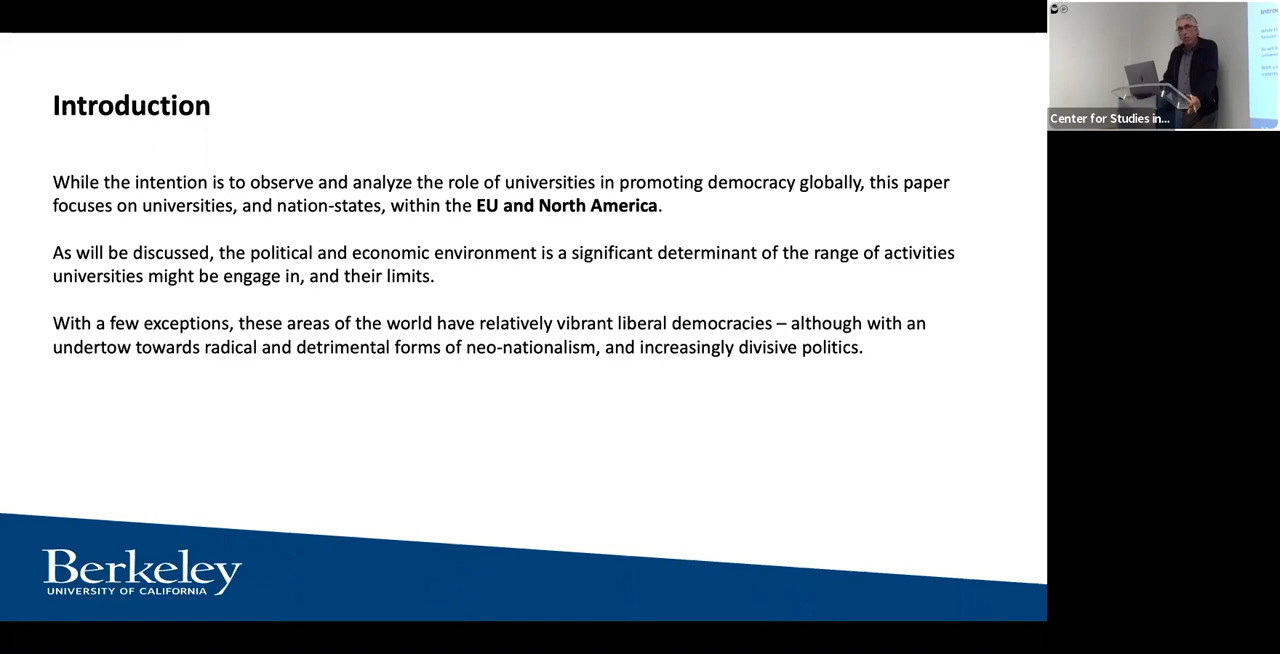 Introduction
While the intention is to observe and analyze the role of universities in promoting democracy globally, this paper
focuses on universities, and nation-states, within the EU and North America.
As will be discussed, the political and economic environment is a significant determinant of the range of activities
universities might be engage in, and their limits.
With a few exceptions, these areas of the world have relatively vibrant liberal democracies – although with an
undertow towards radical and detrimental forms of neo-nationalism, and increasingly divisive politics.
Berkeley
UNIVERSITY OF CALIFORNIA
Center for Studies in...